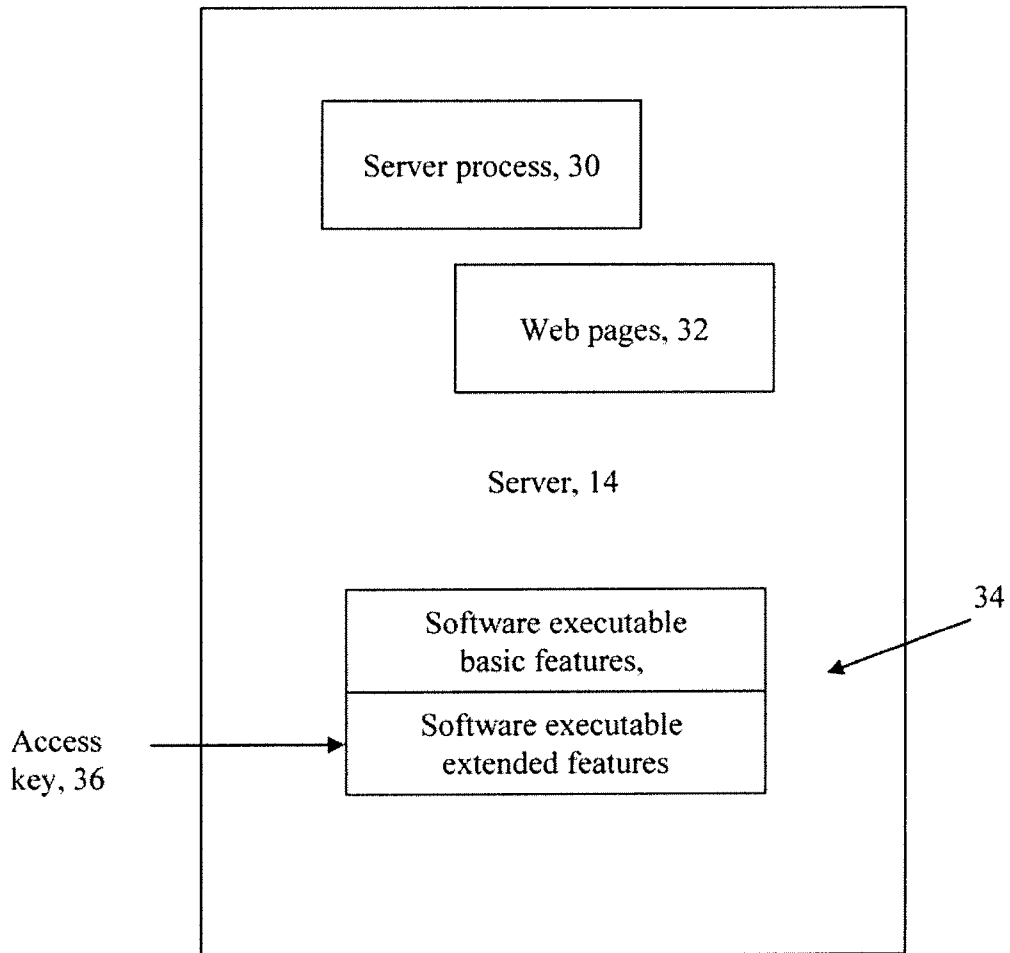 Server process, 30
Web pages, 32
Server, 14
34
Software executable
basic features,
Software executable
extended features
Access
key, 36